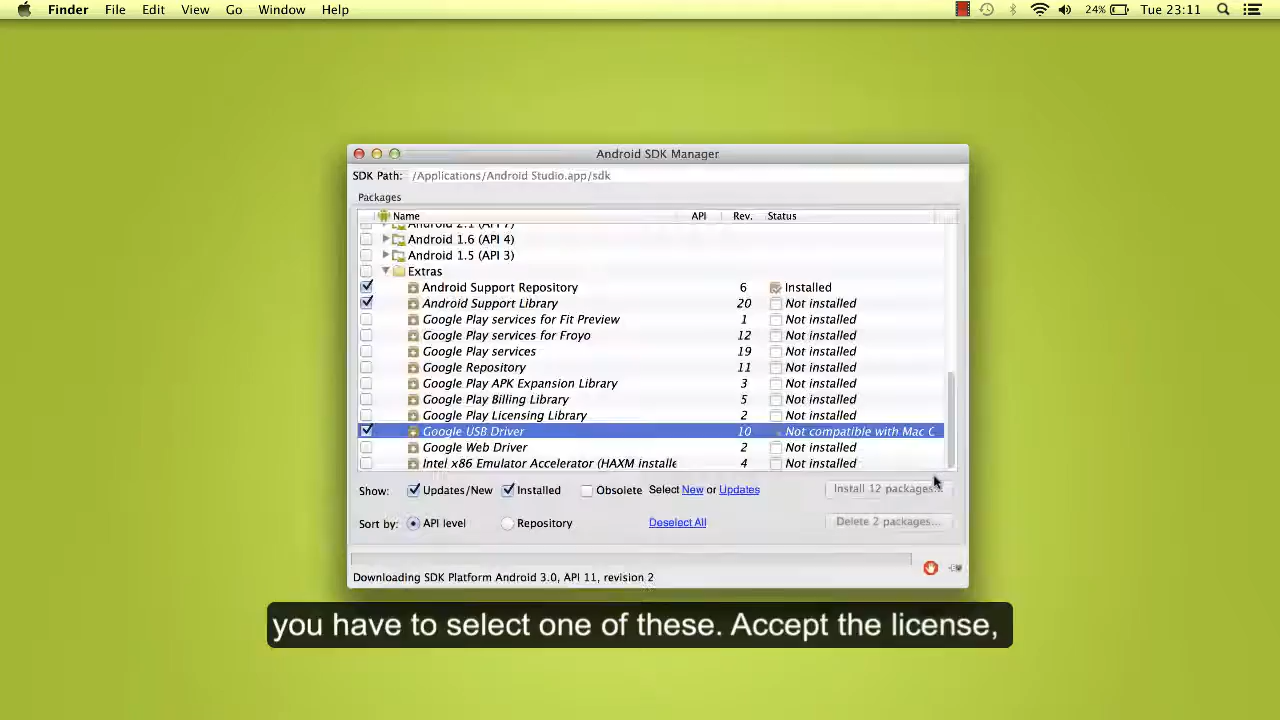 Finder File Edit View Go Window Help 24% Tue 23:11
Android SDK Manager
SDK Path: /Applications/Android Studio.app/sdk
Packages
Name API Rev. Status
Android 2.1 (API 7)
Android 1.6 (API 4)
Android 1.5 (API 3)
Extras
Android Support Repository 6 Installed
Android Support Library 20 Not installed
Google Play services for Fit Preview 1 Not installed
Google Play services for Froyo 12 Not installed
Google Play services 19 Not installed
Google Repository 11 Not installed
Google Play APK Expansion Library 3 Not installed
Google Play Billing Library 5 Not installed
Google Play Licensing Library 2 Not installed
Google USB Driver 10 Not compatible with Mac O
Google Web Driver 2 Not installed
Intel x86 Emulator Accelerator (HAXM installe 4 Not installed
Show: Updates/New Installed Obsolete Select New or Updates Install 12 packages...
Sort by: API level Repository Deselect All Delete 2 packages...
Downloading SDK Platform Android 3.0, API 11, revision 2
you have to select one of these. Accept the license,